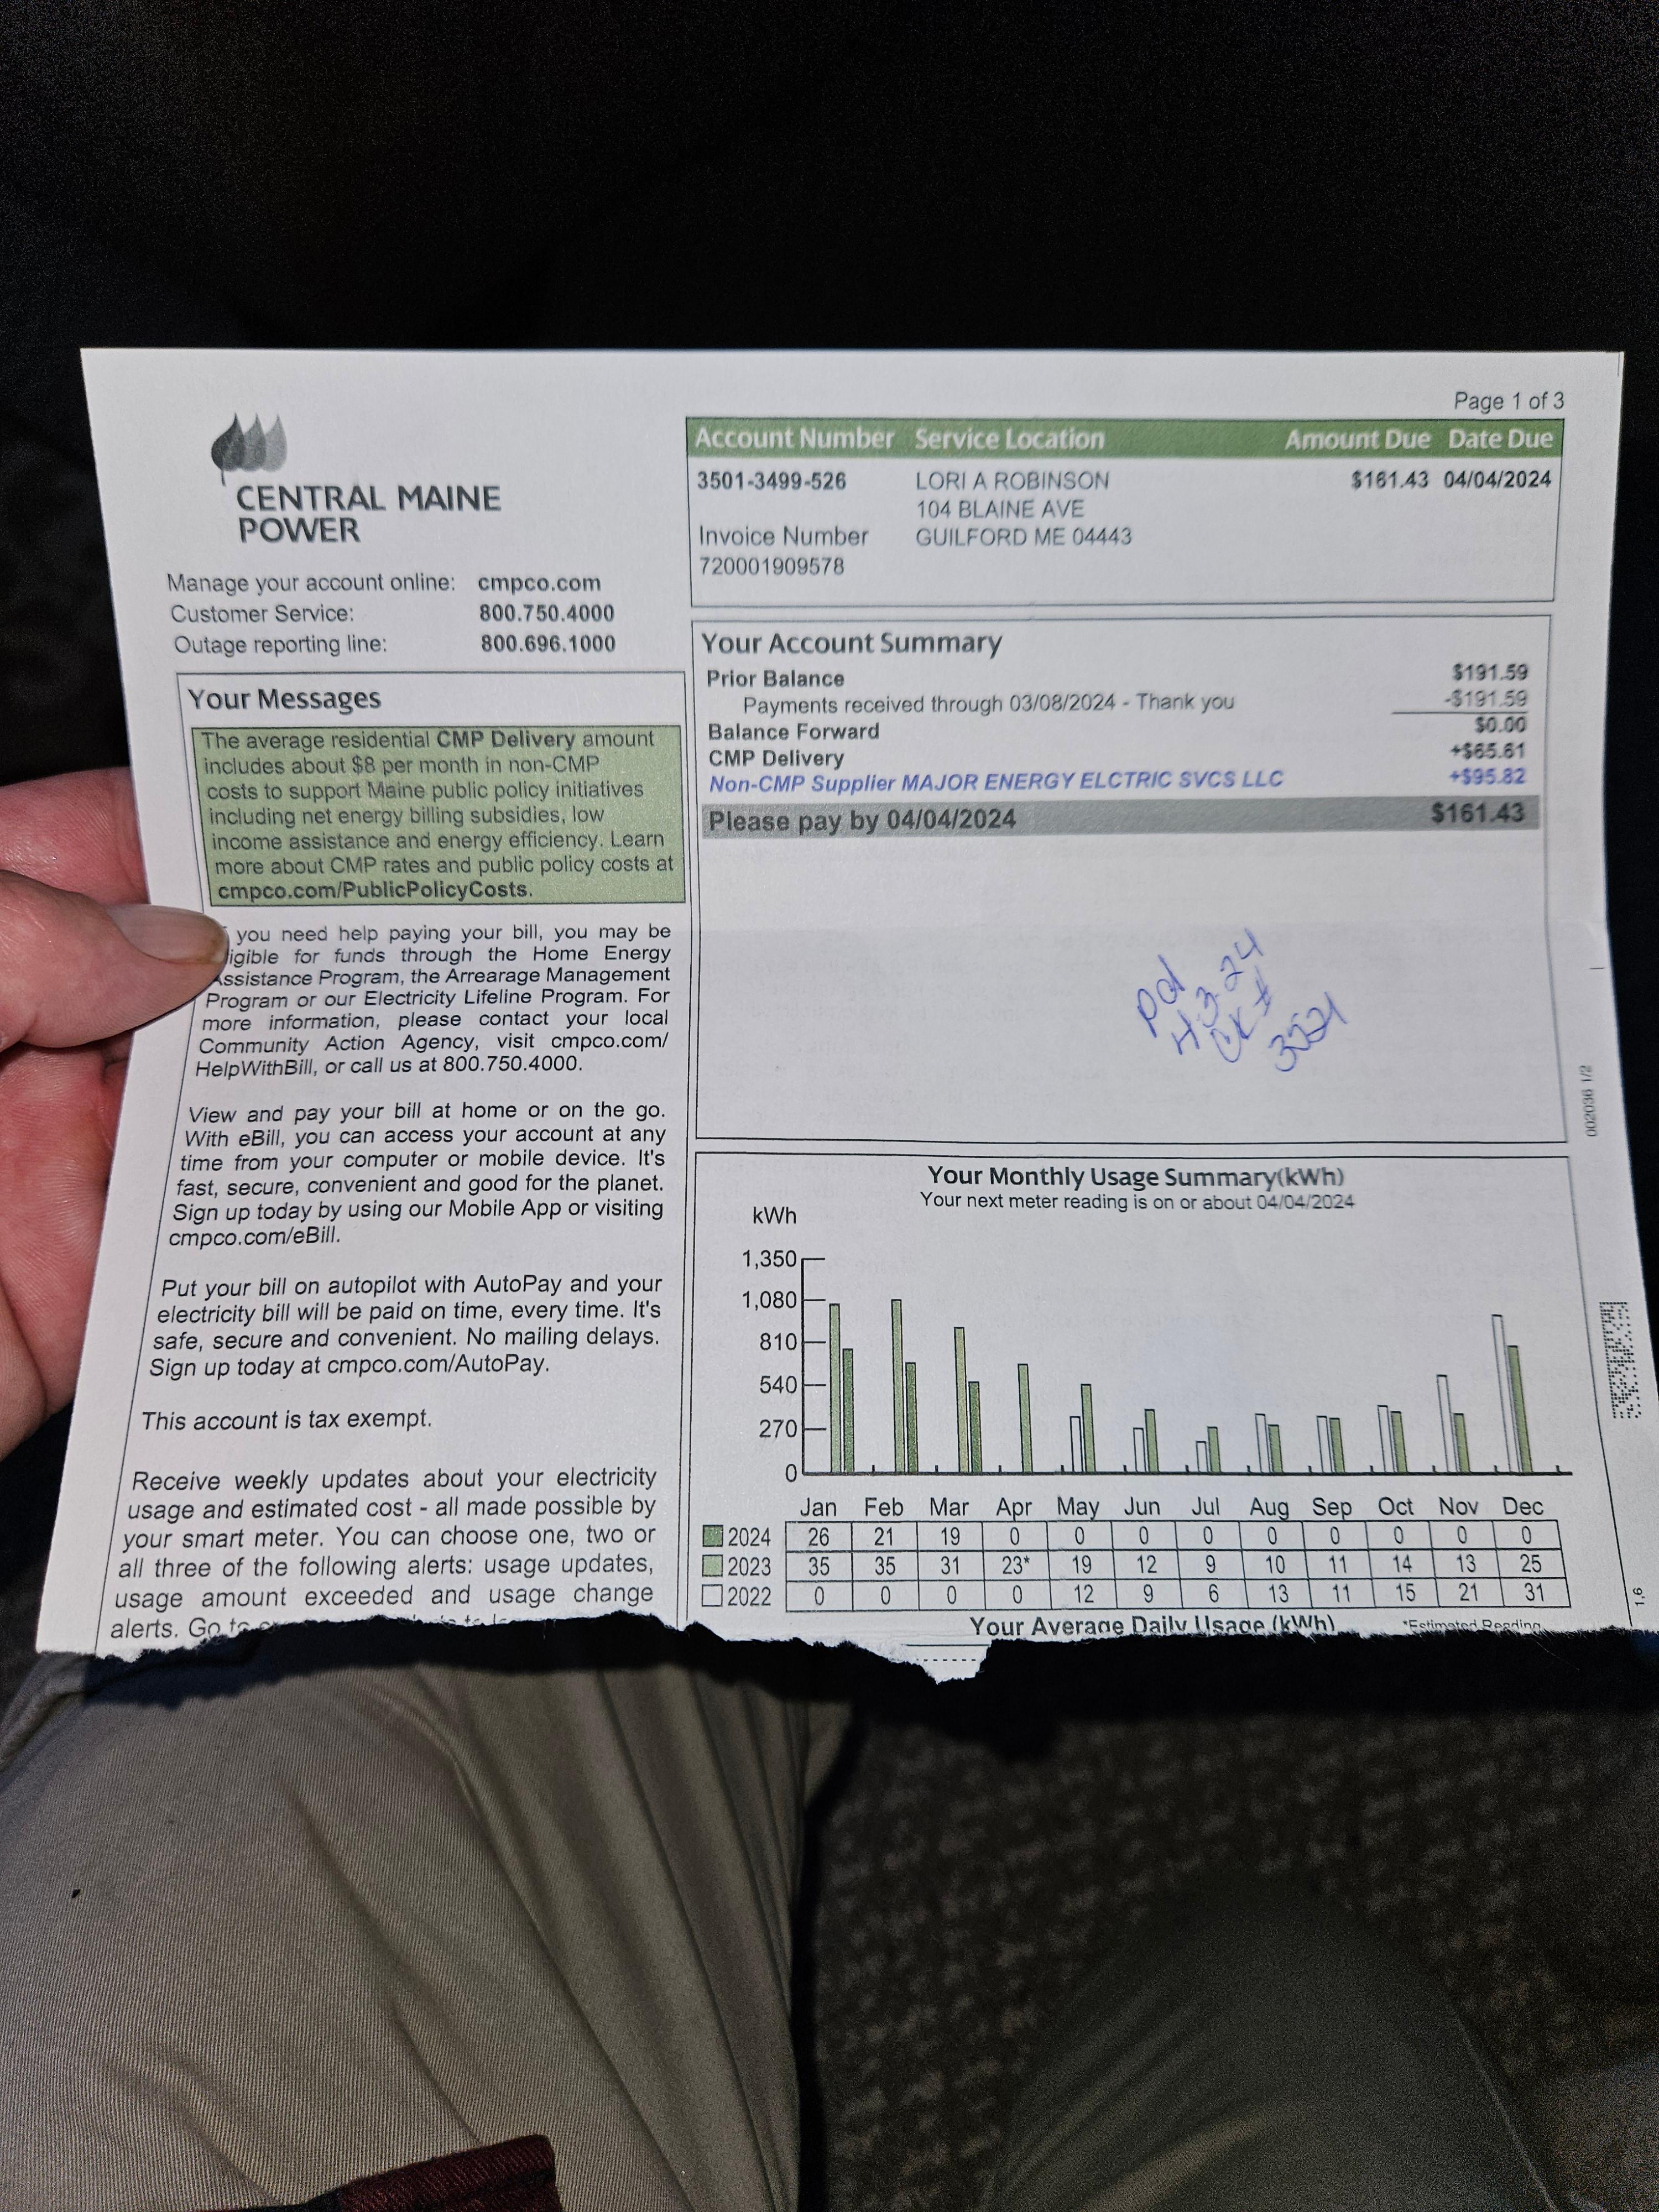 Page 1 of 3
CENTRAL MAINE
POWER
Manage your account online: cmpco.com
Customer Service: 800.750.4000
Outage reporting line: 800.696.1000
Account Number Service Location Amount Due Date Due
3501-3499-526 LORI A ROBINSON $161.43 04/04/2024
104 BLAINE AVE
Invoice Number GUILFORD ME 04443
720001909578
Your Messages
The average residential CMP Delivery amount
includes about $8 per month in non-CMP
costs to support Maine public policy initiatives
including net energy billing subsidies, low
income assistance and energy efficiency. Learn
more about CMP rates and public policy costs at
cmpco.com/PublicPolicyCosts.
you need help paying your bill, you may be
igible for funds through the Home Energy
Assistance Program, the Arrearage Management
Program or our Electricity Lifeline Program. For
more information, please contact your local
Community Action Agency, visit cmpco.com/
HelpWithBill, or call us at 800.750.4000.
View and pay your bill at home or on the go.
With eBill, you can access your account at any
time from your computer or mobile device. It's
fast, secure, convenient and good for the planet.
Sign up today by using our Mobile App or visiting
cmpco.com/eBill.
Put your bill on autopilot with AutoPay and your
electricity bill will be paid on time, every time. It's
safe, secure and convenient. No mailing delays.
Sign up today at cmpco.com/AutoPay.
This account is tax exempt.
Receive weekly updates about your electricity
usage and estimated cost - all made possible by
your smart meter. You can choose one, two or
all three of the following alerts: usage updates,
usage amount exceeded and usage change
alerts. Go to
Your Account Summary
Prior Balance $191.59
Payments received through 03/08/2024 - Thank you -$191.59
Balance Forward $0.00
CMP Delivery +$65.61
Non-CMP Supplier MAJOR ENERGY ELCTRIC SVCS LLC +$95.82
Please pay by 04/04/2024 $161.43
pd
4-3-24
CK#
3524
002036 1/2
Your Monthly Usage Summary(kWh)
Your next meter reading is on or about 04/04/2024
kWh
1,350
1,080
810
540
270
0
Jan Feb Mar Apr May Jun Jul Aug Sep Oct Nov Dec
2024 26 21 19 0 0 0 0 0 0 0 0 0
2023 35 35 31 23* 19 12 9 10 11 14 13 25
2022 0 0 0 0 12 9 6 13 11 15 21 31
Your Average Daily Usage (kWh) *Estimated Reading
1,6